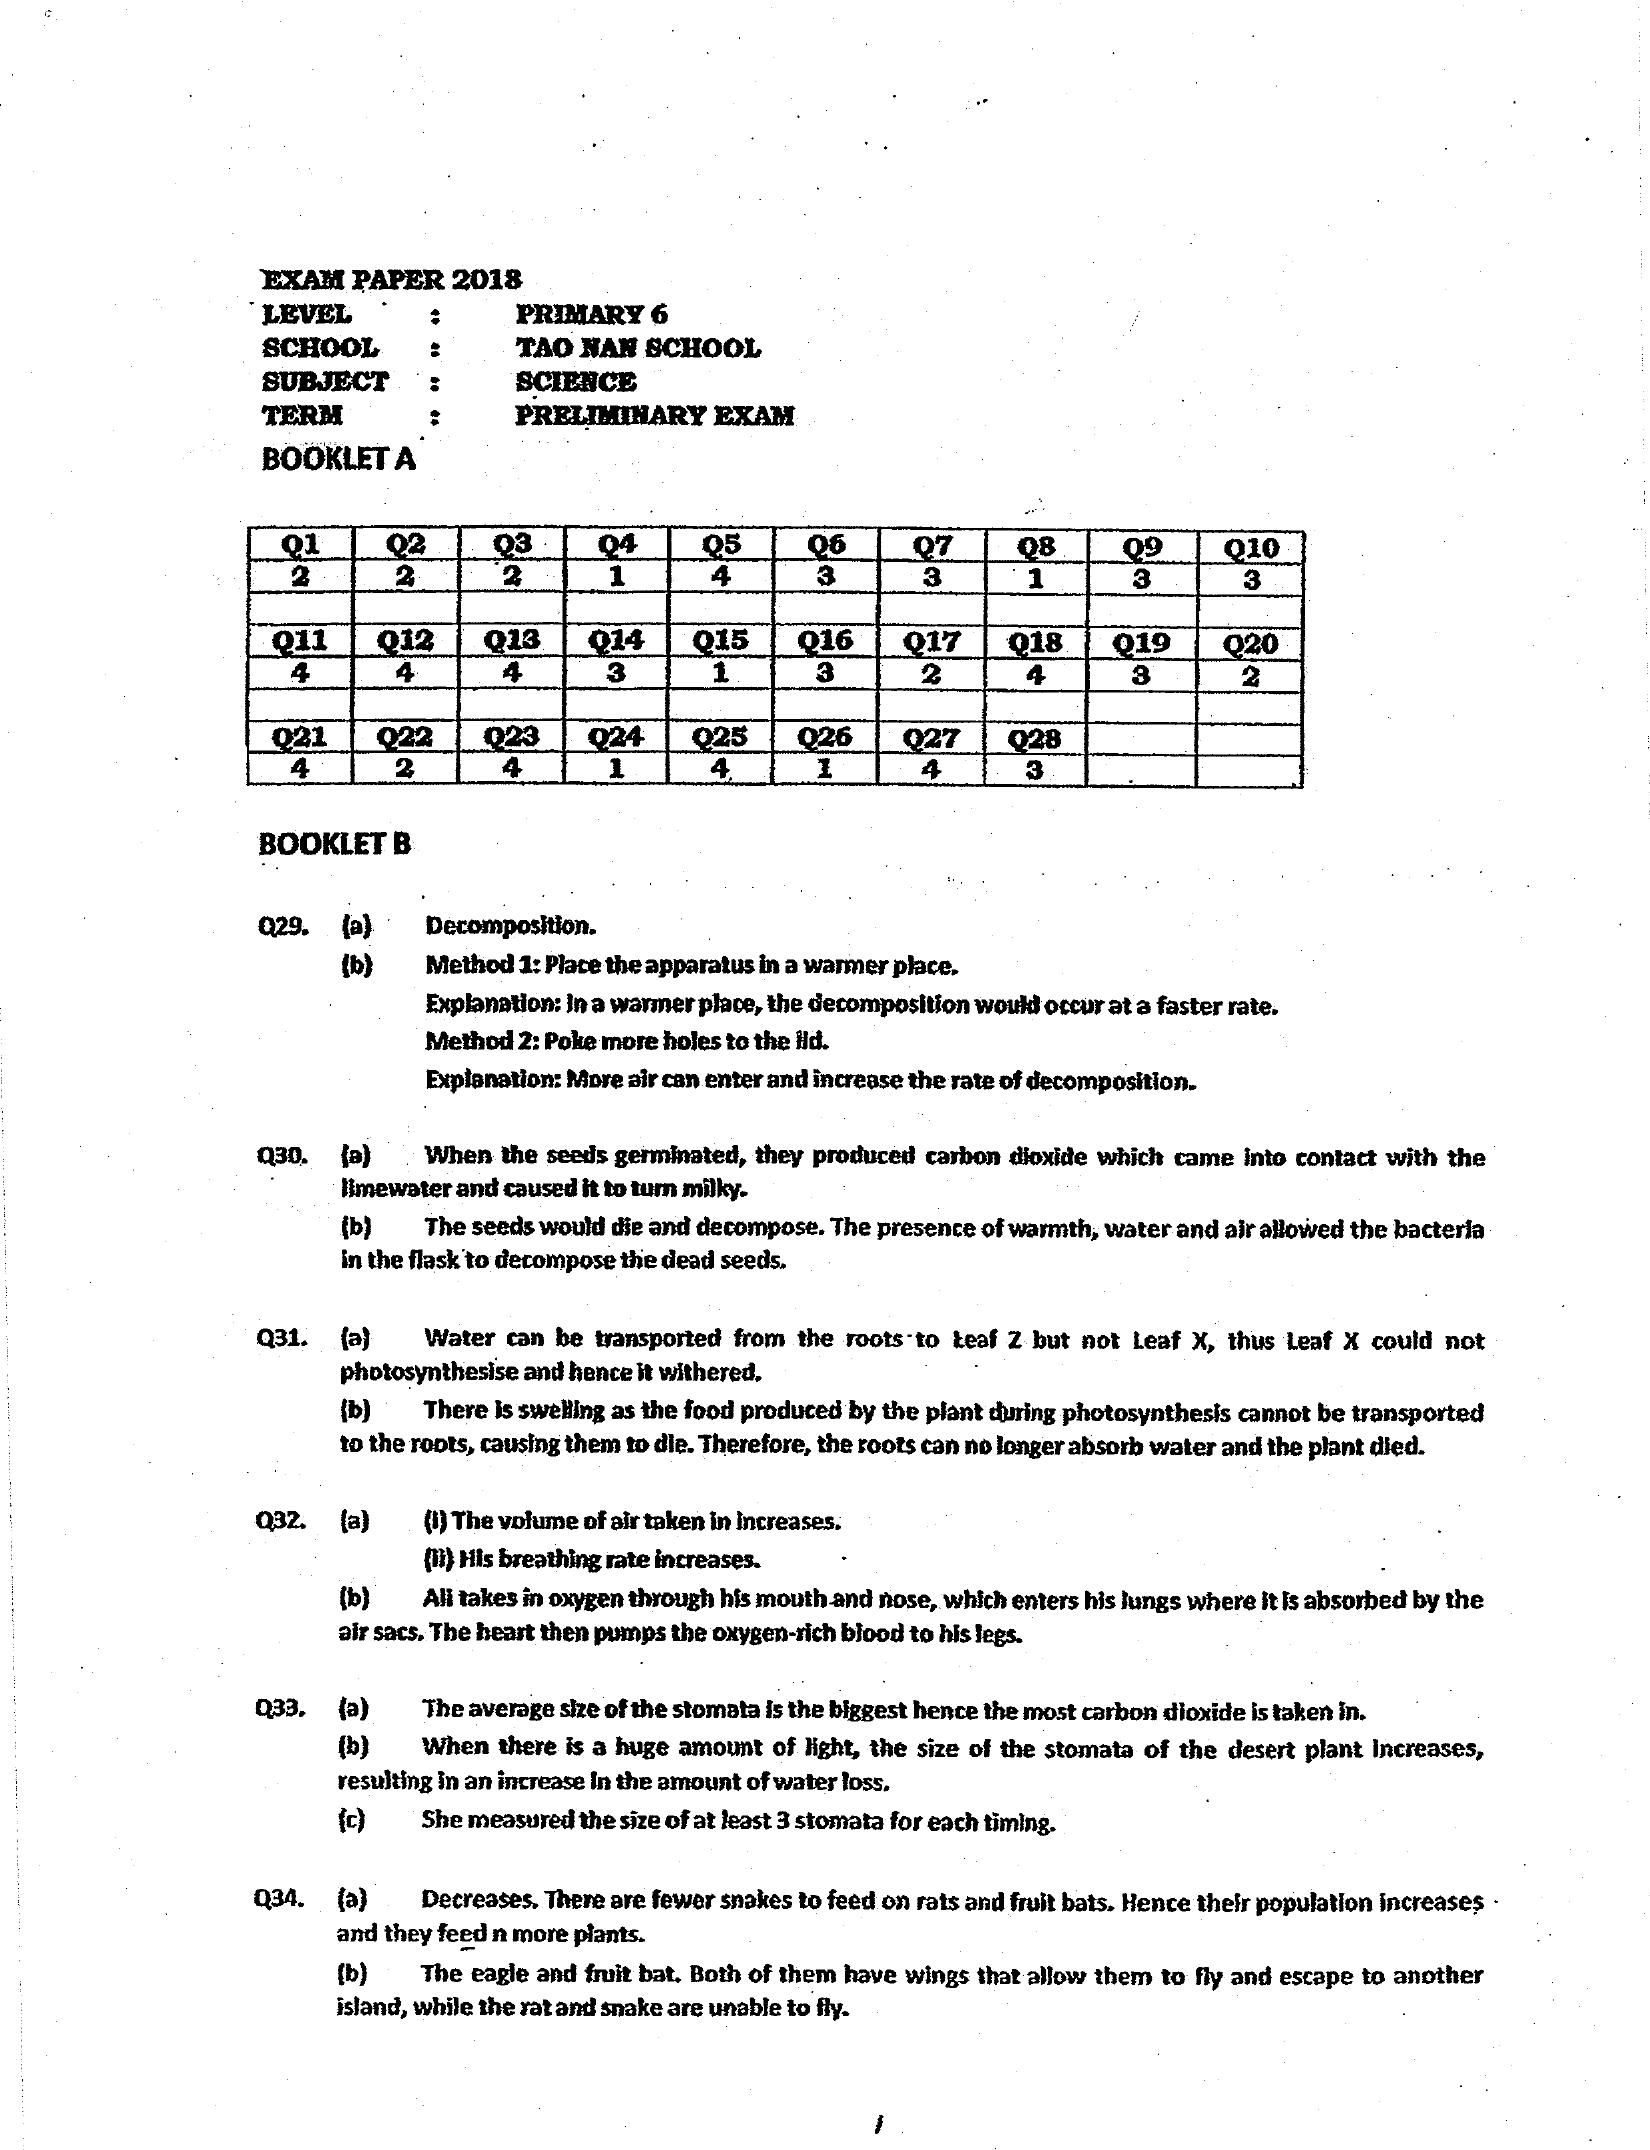 EXAM PAPER 2018
LEVEL : PRIMARY 6
SCHOOL : TAO NAN SCHOOL
SUBJECT : SCIENCE
TERM : PRELIMINARY EXAM
BOOKLET A
Q1 Q2 Q3 Q4 Q5 Q6 Q7 Q8 Q9 Q10
2 2 2 1 4 3 3 1 3 3
Q11 Q12 Q13 Q14 Q15 Q16 Q17 Q18 Q19 Q20
4 4 4 3 1 3 2 4 3 2
Q21 Q22 Q23 Q24 Q25 Q26 Q27 Q28
4 2 4 1 4 1 4 3
BOOKLET B
Q29. (a) Decomposition.
(b) Method 1: Place the apparatus in a warmer place.
Explanation: In a warmer place, the decomposition would occur at a faster rate.
Method 2: Poke more holes to the lid.
Explanation: More air can enter and increase the rate of decomposition.
Q30. (a) When the seeds germinated, they produced carbon dioxide which came into contact with the
limewater and caused it to turn milky.
(b) The seeds would die and decompose. The presence of warmth, water and air allowed the bacteria
in the flask to decompose the dead seeds.
Q31. (a) Water can be transported from the roots to Leaf Z but not Leaf X, thus Leaf X could not
photosynthesise and hence it withered.
(b) There is swelling as the food produced by the plant during photosynthesis cannot be transported
to the roots, causing them to die. Therefore, the roots can no longer absorb water and the plant died.
Q32. (a) (i) The volume of air taken in increases.
(ii) His breathing rate increases.
(b) Ali takes in oxygen through his mouth and nose, which enters his lungs where it is absorbed by the
air sacs. The heart then pumps the oxygen-rich blood to his legs.
Q33. (a) The average size of the stomata is the biggest hence the most carbon dioxide is taken in.
(b) When there is a huge amount of light, the size of the stomata of the desert plant increases,
resulting in an increase in the amount of water loss.
(c) She measured the size of at least 3 stomata for each timing.
Q34. (a) Decreases. There are fewer snakes to feed on rats and fruit bats. Hence their population increases
and they feed n more plants.
(b) The eagle and fruit bat. Both of them have wings that allow them to fly and escape to another
island, while the rat and snake are unable to fly.
1